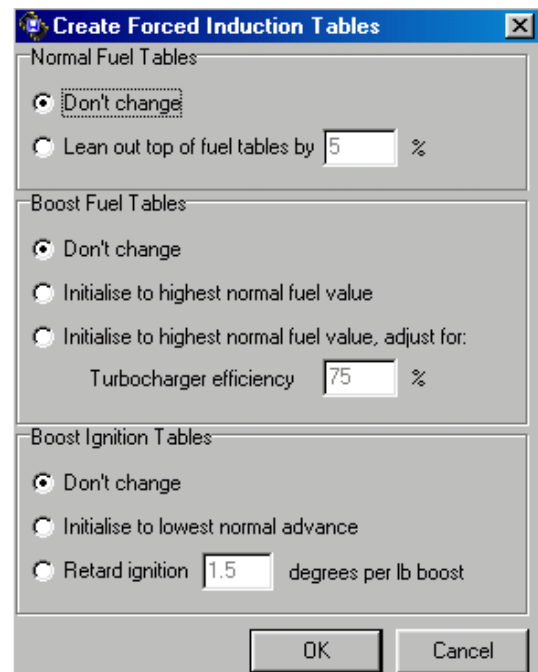 Create Forced Induction Tables
Normal Fuel Tables
Don't change
Lean out top of fuel tables by 5 %
Boost Fuel Tables
Don't change
Initialise to highest normal fuel value
Initialise to highest normal fuel value, adjust for:
Turbocharger efficiency 75 %
Boost Ignition Tables
Don't change
Initialise to lowest normal advance
Retard ignition 1.5 degrees per lb boost
OK Cancel